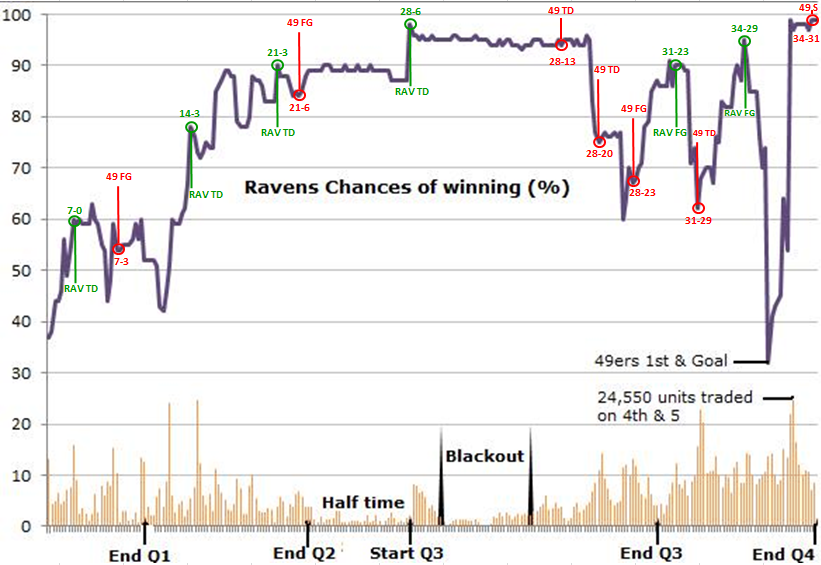 100
90
80
70
60
50
40
30
20
10
0
7-0
RAV TD
49 FG
7-3
14-3
RAV TD
21-3
RAV TD
49 FG
21-6
28-6
RAV TD
49 TD
28-13
49 TD
28-20
49 FG
28-23
31-23
RAV FG
49 TD
31-29
34-29
RAV FG
49,S
34-31
Ravens Chances of winning (%)
49ers 1st & Goal
24,550 units traded
on 4th & 5
Blackout
Half time
End Q1
End Q2
Start Q3
End Q3
End Q4